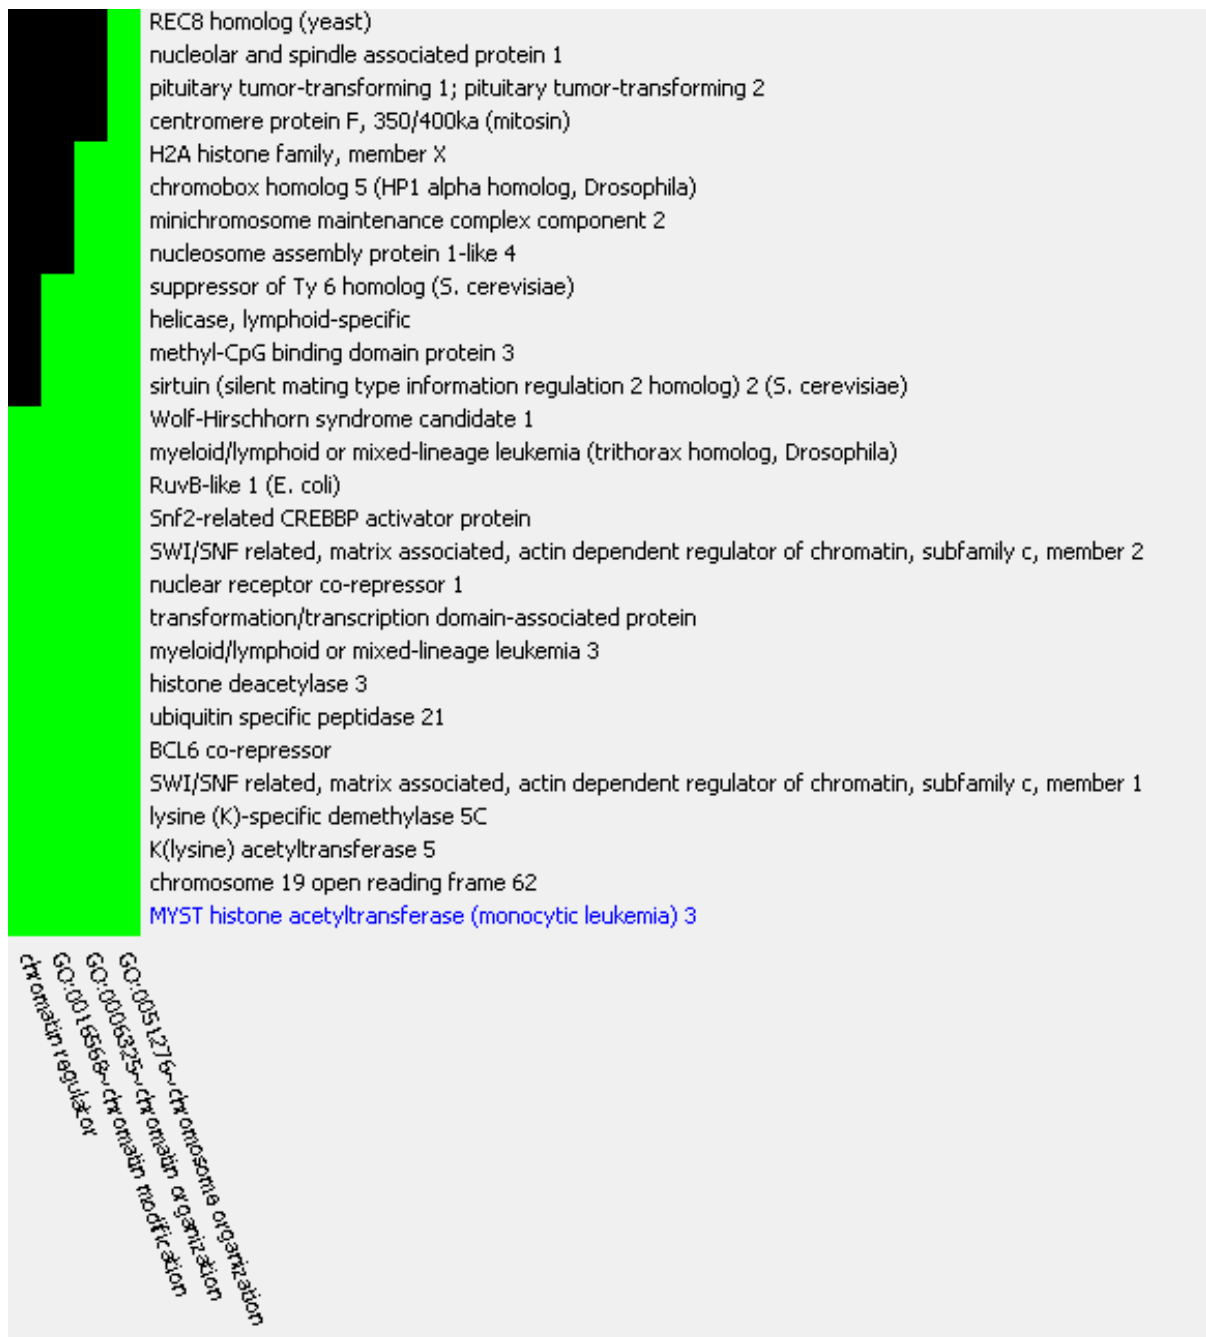 REC8 homolog (yeast)
nucleolar and spindle associated protein 1
pituitary tumor-transforming 1; pituitary tumor-transforming 2
centromere protein F, 350/400ka (mitosin)
H2A histone family, member X
chromobox homolog 5 (HP1 alpha homolog, Drosophila)
minichromosome maintenance complex component 2
nucleosome assembly protein 1-like 4
suppressor of Ty 6 homolog (S. cerevisiae)
helicase, lymphoid-specific
methyl-CpG binding domain protein 3
sirtuin (silent mating type information regulation 2 homolog) 2 (S. cerevisiae)
Wolf-Hirschhorn syndrome candidate 1
myeloid/lymphoid or mixed-lineage leukemia (trithorax homolog, Drosophila)
RuvB-like 1 (E. coli)
Snf2-related CREBBP activator protein
SWI/SNF related, matrix associated, actin dependent regulator of chromatin, subfamily c, member 2
nuclear receptor co-repressor 1
transformation/transcription domain-associated protein
myeloid/lymphoid or mixed-lineage leukemia 3
histone deacetylase 3
ubiquitin specific peptidase 21
BCL6 co-repressor
SWI/SNF related, matrix associated, actin dependent regulator of chromatin, subfamily c, member 1
lysine (K)-specific demethylase 5C
K(lysine) acetyltransferase 5
chromosome 19 open reading frame 62
MYST histone acetyltransferase (monocytic leukemia) 3
chromatin regulator
GO:0016568~chromatin modification
GO:0006325~chromatin organization
GO:0051276~chromosome organization